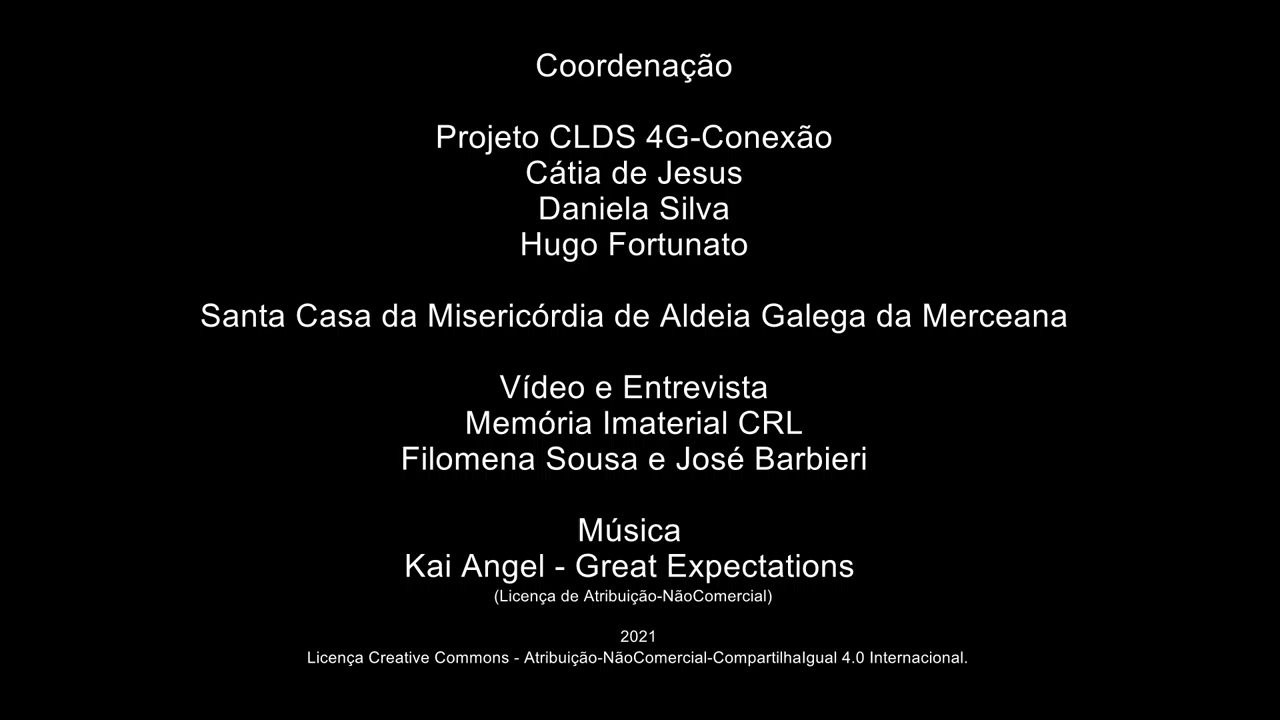 Coordenação
Projeto CLDS 4G-Conexão
Cátia de Jesus
Daniela Silva
Hugo Fortunato
Santa Casa da Misericórdia de Aldeia Galega da Merceana
Vídeo e Entrevista
Memória Imaterial CRL
Filomena Sousa e José Barbieri
Música
Kai Angel - Great Expectations
(Licença de Atribuição-NãoComercial)
2021
Licença Creative Commons - Atribuição-NãoComercial-CompartilhaIgual 4.0 Internacional.